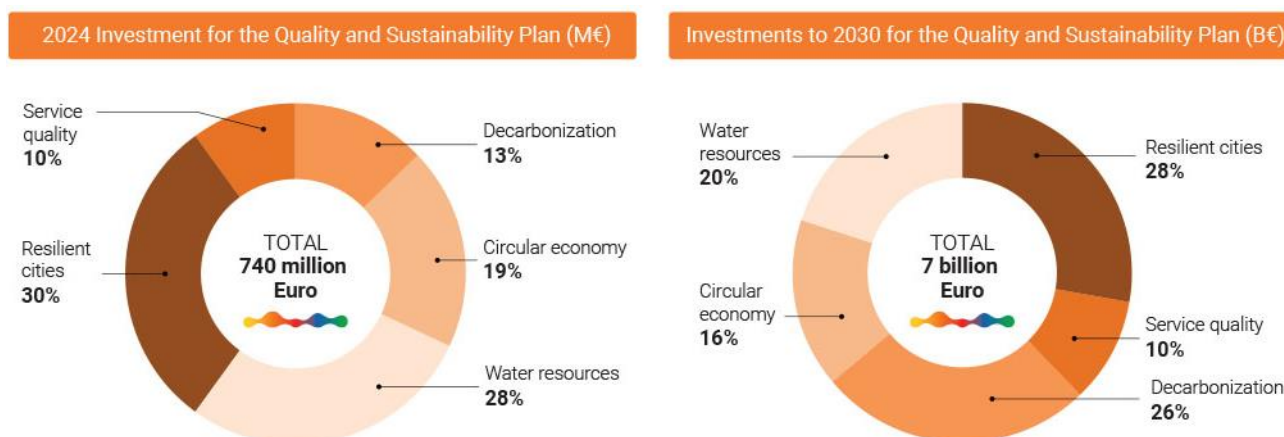 2024 Investment for the Quality and Sustainability Plan (M€)
Service
quality
10%
Decarbonization
13%
Circular economy
19%
Water resources
28%
Resilient
cities
30%
TOTAL
740 million
Euro
Investments to 2030 for the Quality and Sustainability Plan (B€)
Water
resources
20%
Resilient cities
28%
Service quality
10%
Decarbonization
26%
Circular
economy
16%
TOTAL
7 billion
Euro